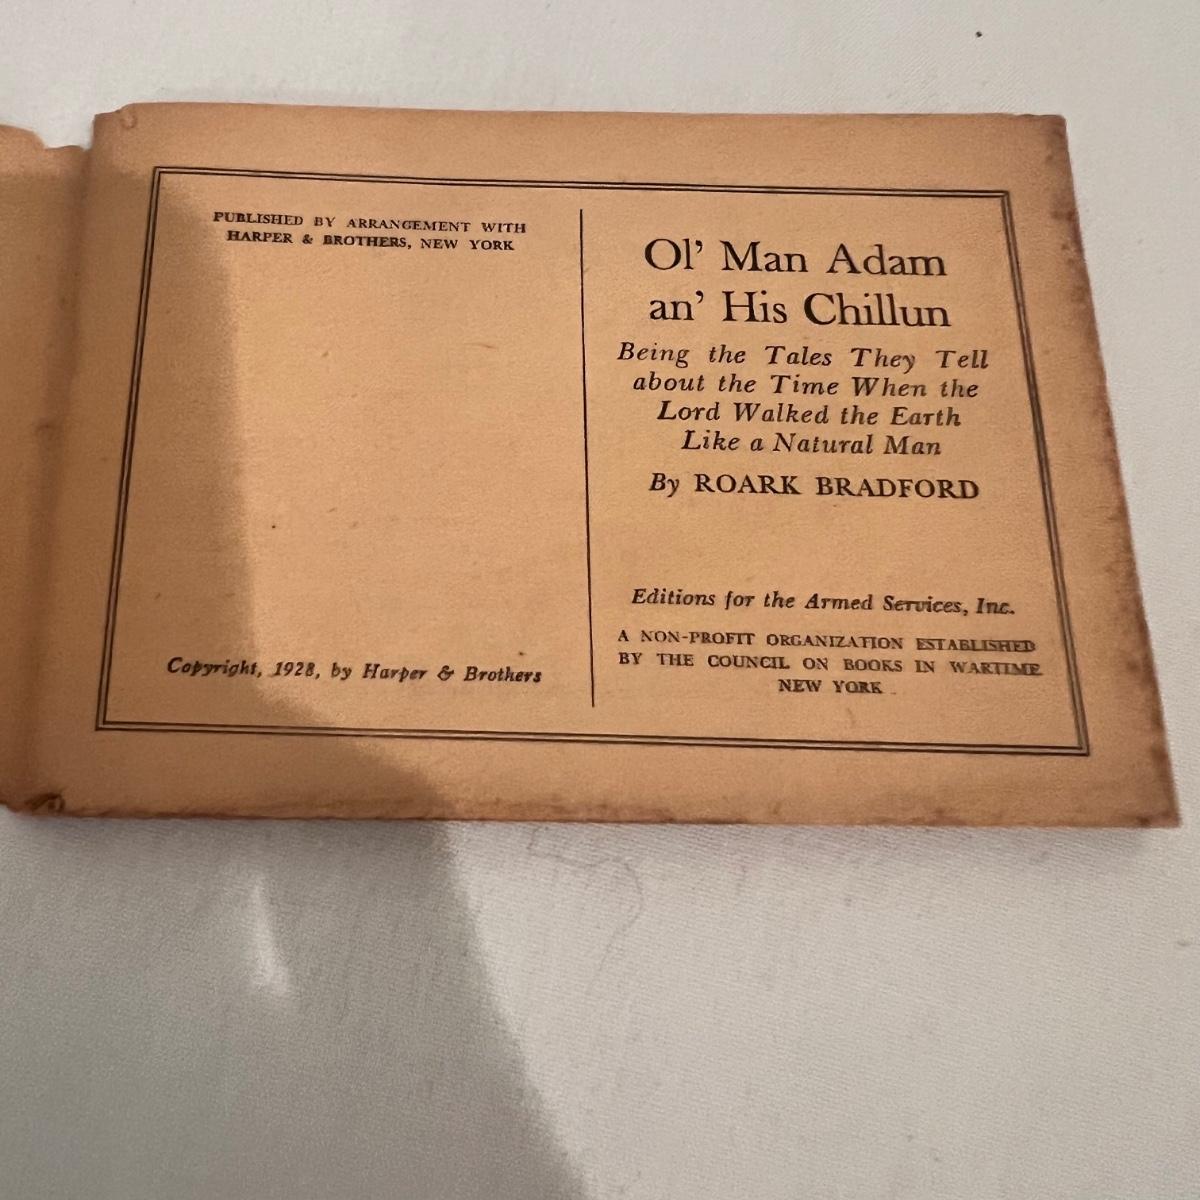 PUBLISHED BY ARRANGEMENT WITH
HARPER & BROTHERS, NEW YORK
Copyright, 1928, by Harper & Brothers
Ol' Man Adam
an' His Chillun
Being the Tales They Tell
about the Time When the
Lord Walked the Earth
Like a Natural Man
By ROARK BRADFORD
Editions for the Armed Services, Inc.
A NON-PROFIT ORGANIZATION ESTABLISHED
BY THE COUNCIL ON BOOKS IN WARTIME
NEW YORK